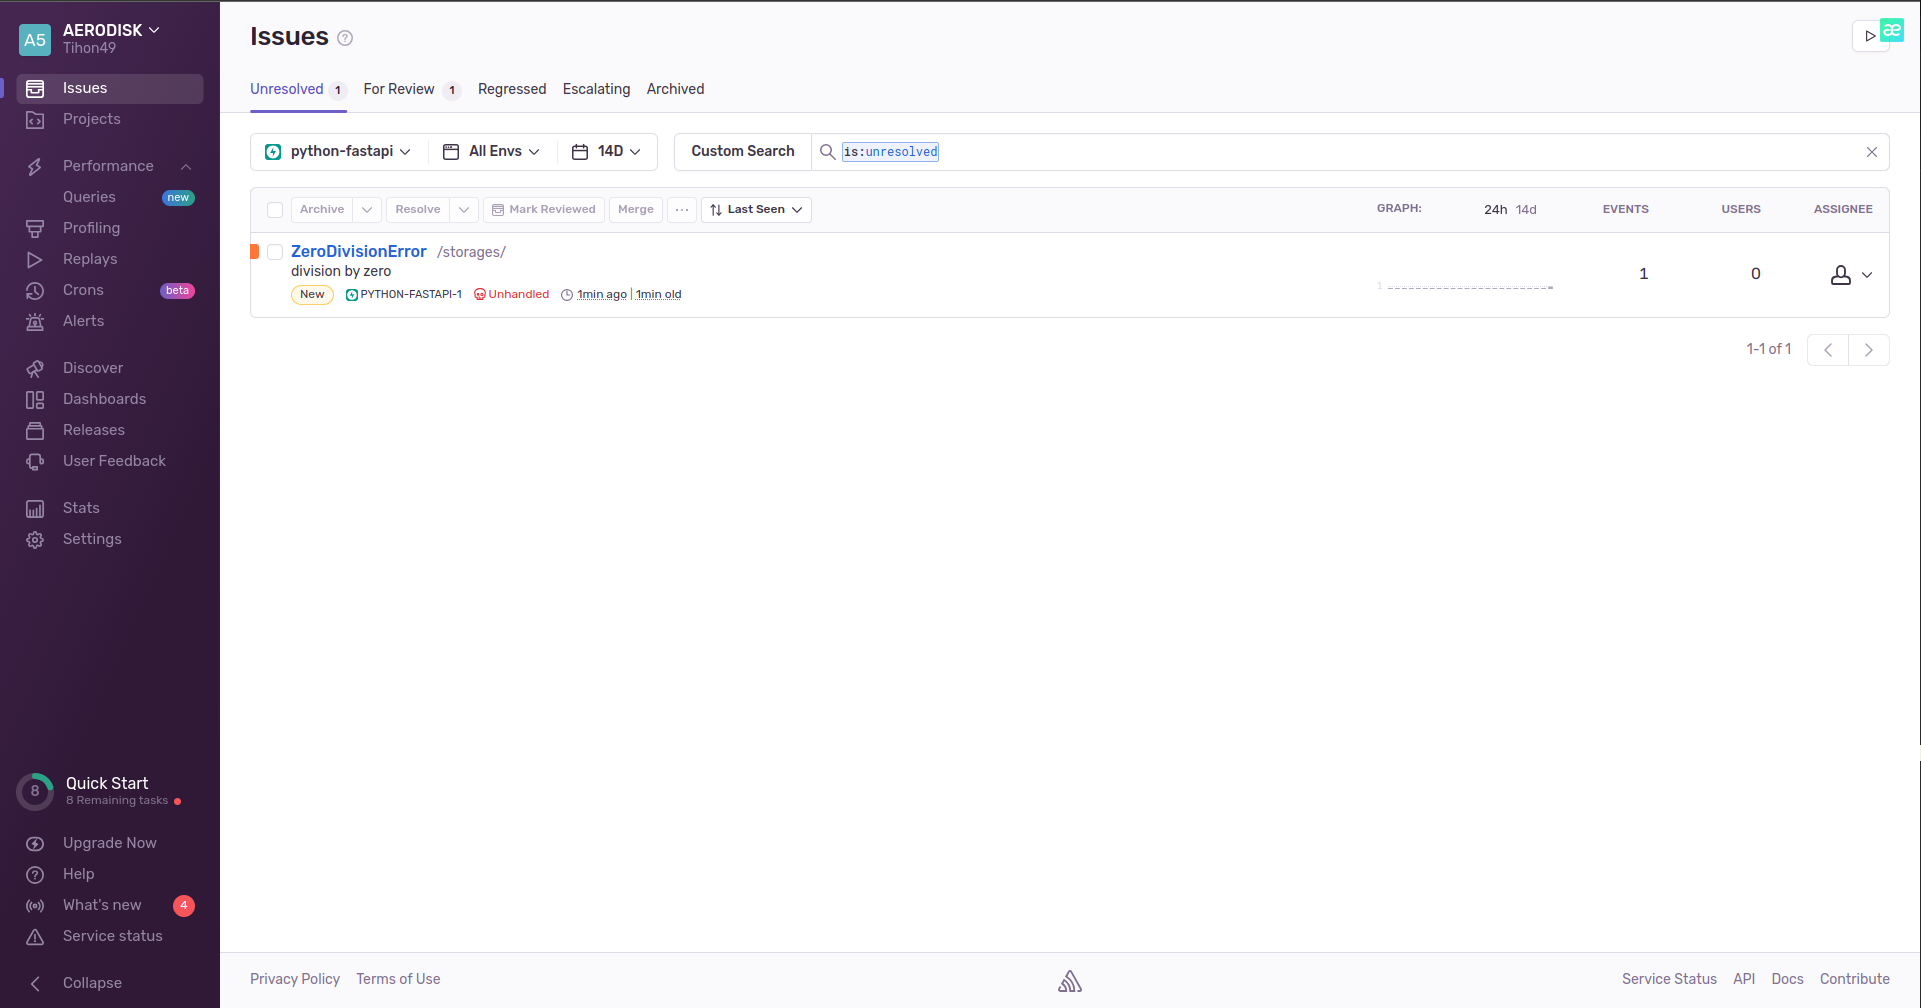 A5
AERODISK
Tihon49
Issues
Projects
Performance
Queries new
Profiling
Replays
Crons beta
Alerts
Discover
Dashboards
Releases
User Feedback
Stats
Settings
8
Quick Start
8 Remaining tasks
Upgrade Now
Help
What's new 4
Service status
Collapse
Issues ?
æ
Unresolved 1 For Review 1 Regressed Escalating Archived
python-fastapi All Envs 14D Custom Search is:unresolved
Archive Resolve Mark Reviewed Merge ... Last Seen GRAPH: 24h 14d EVENTS USERS ASSIGNEE
ZeroDivisionError /storages/
division by zero
New PYTHON-FASTAPI-1 Unhandled 1min ago | 1min old
1
1 0
1-1 of 1
Privacy Policy Terms of Use Service Status API Docs Contribute